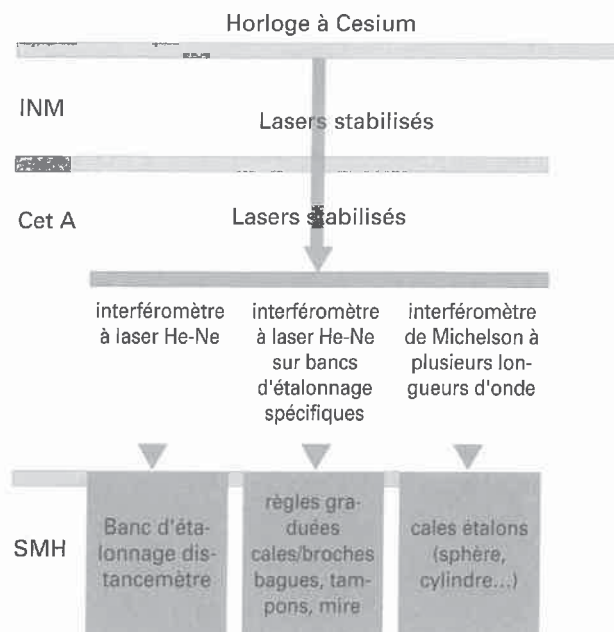 Horloge à Cesium
INM
Lasers stabilisés
Cet A
Lasers stabilisés
interféromètre
à laser He-Ne
interféromètre
à laser He-Ne
sur bancs
d'étalonnage
spécifiques
interféromètre
de Michelson à
plusieurs lon-
gueurs d'onde
SMH
Banc d'éta-
lonnage dis-
tancemètre
règles gra-
duées
cales/broches
bagues, tam-
pons, mire
cales étalons
(sphère,
cylindre...)